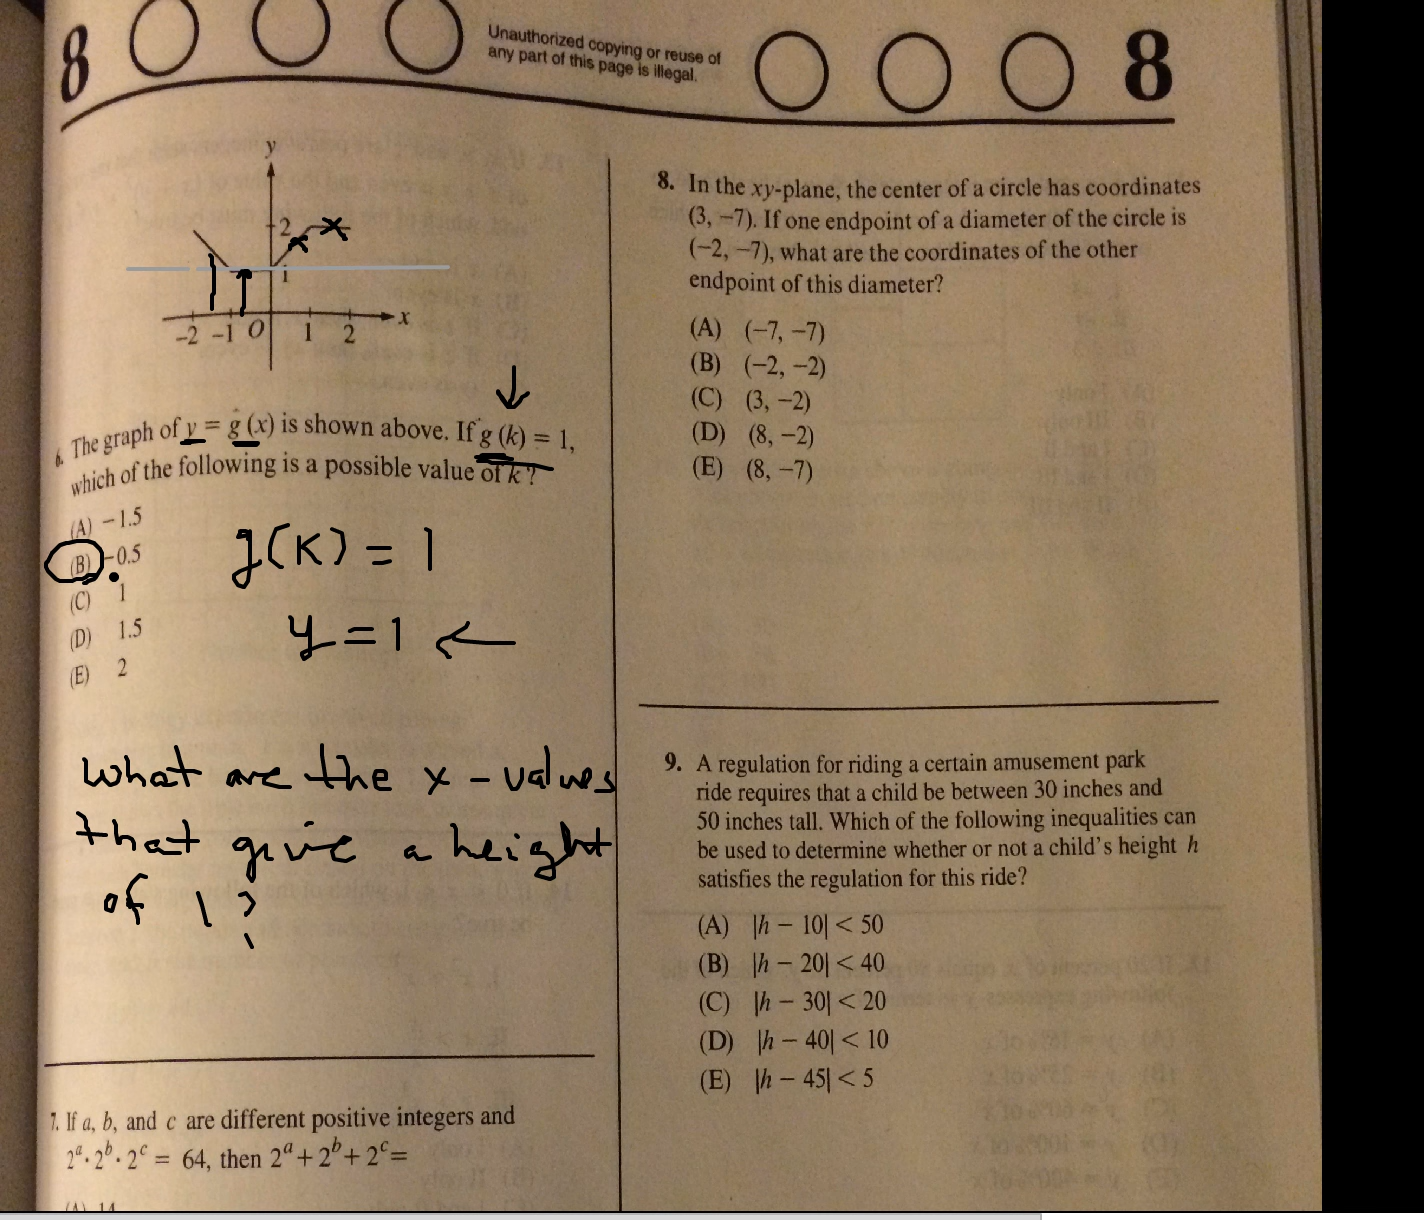 8
Unauthorized copying or reuse of
any part of this page is illegal.
8
y
2
1
-2 -1 O 1 2 x
6. The graph of y = g (x) is shown above. If g (k) = 1,
which of the following is a possible value of k?
(A) −1.5
(B) −0.5
(C) 1
(D) 1.5
(E) 2
g(K) = 1
y = 1 ←
What are the x-values
that give a height
of 1?
7. If a, b, and c are different positive integers and
2^a · 2^b · 2^c = 64, then 2^a + 2^b + 2^c =
(A) 14
8. In the xy-plane, the center of a circle has coordinates
(3, −7). If one endpoint of a diameter of the circle is
(−2, −7), what are the coordinates of the other
endpoint of this diameter?
(A) (−7, −7)
(B) (−2, −2)
(C) (3, −2)
(D) (8, −2)
(E) (8, −7)
9. A regulation for riding a certain amusement park
ride requires that a child be between 30 inches and
50 inches tall. Which of the following inequalities can
be used to determine whether or not a child's height h
satisfies the regulation for this ride?
(A) |h − 10| < 50
(B) |h − 20| < 40
(C) |h − 30| < 20
(D) |h − 40| < 10
(E) |h − 45| < 5